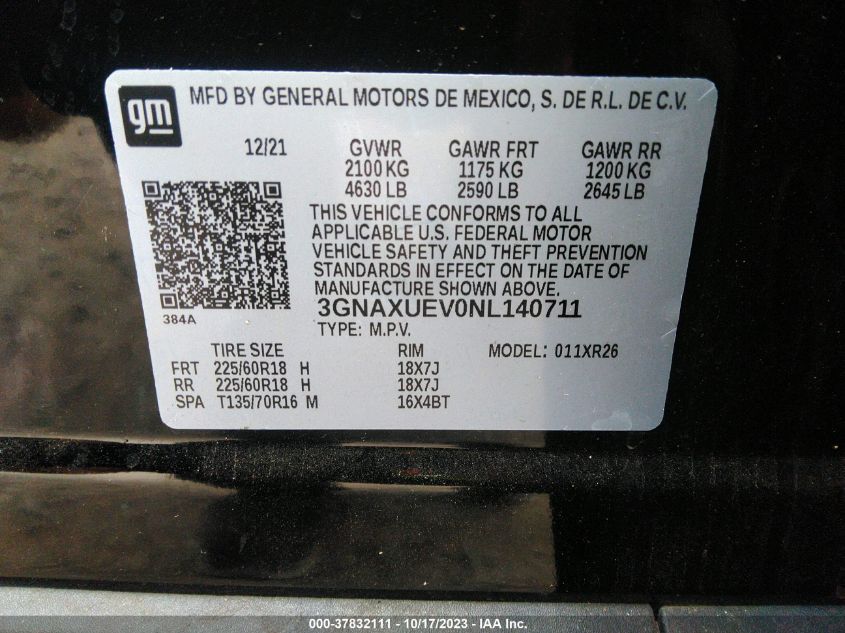 gm
MFD BY GENERAL MOTORS DE MEXICO, S. DE R.L. DE C.V.
12/21 GVWR GAWR FRT GAWR RR
2100 KG 1175 KG 1200 KG
4630 LB 2590 LB 2645 LB
THIS VEHICLE CONFORMS TO ALL
APPLICABLE U.S. FEDERAL MOTOR
VEHICLE SAFETY AND THEFT PREVENTION
STANDARDS IN EFFECT ON THE DATE OF
MANUFACTURE SHOWN ABOVE.
384A
3GNAXUEV0NL140711
TYPE: M.P.V.
TIRE SIZE RIM MODEL: 011XR26
FRT 225/60R18 H 18X7J
RR 225/60R18 H 18X7J
SPA T135/70R16 M 16X4BT
000-37832111 - 10/17/2023 - IAA Inc.